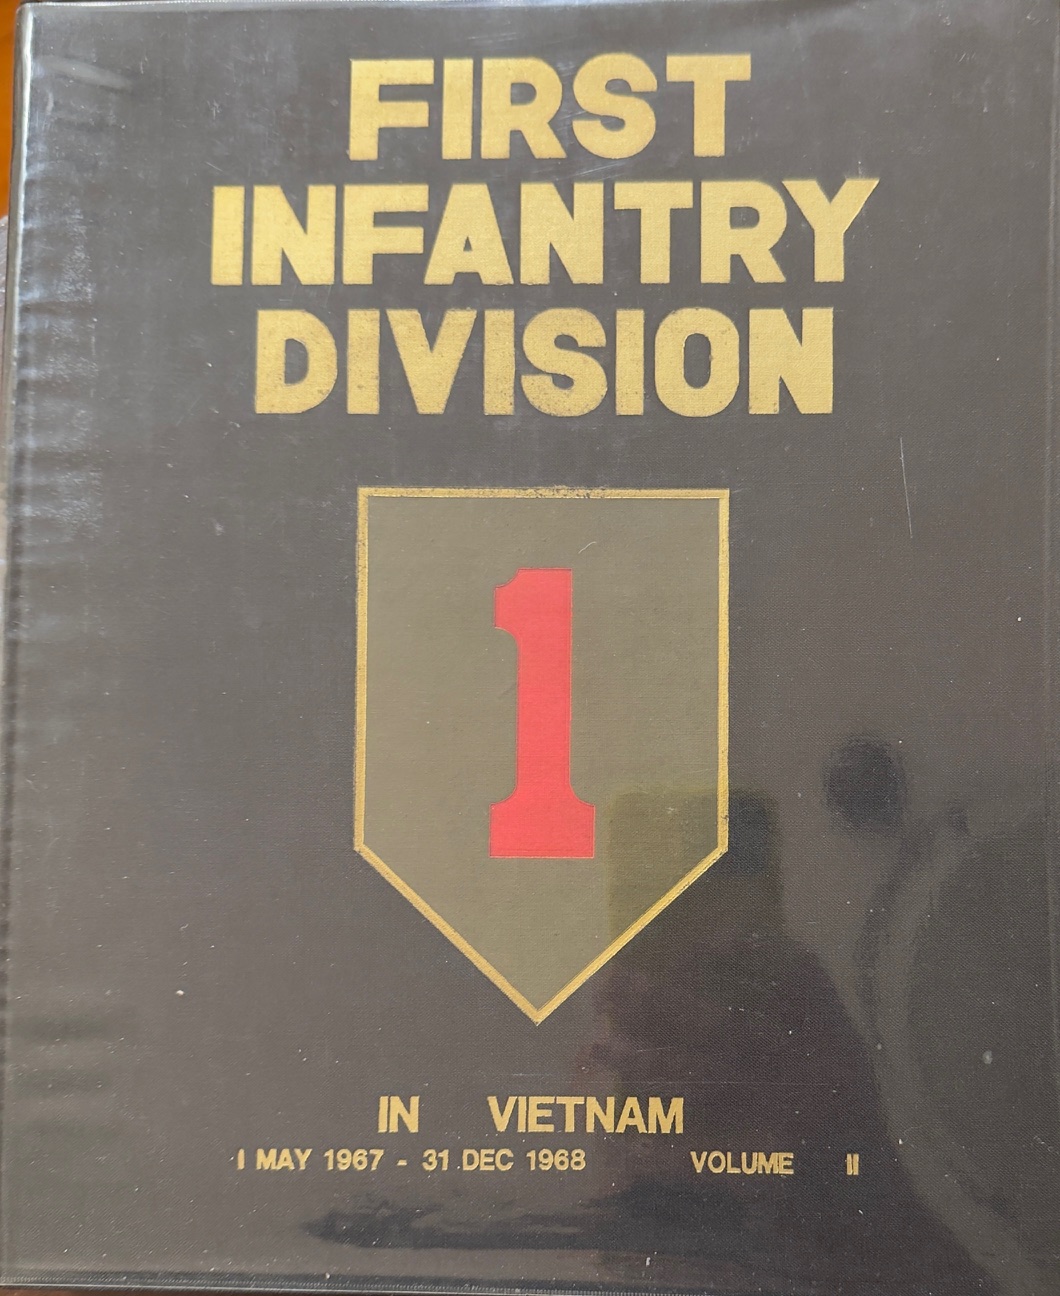 FIRST
INFANTRY
DIVISION
1
IN VIETNAM
1 MAY 1967 - 31 DEC 1968 VOLUME II